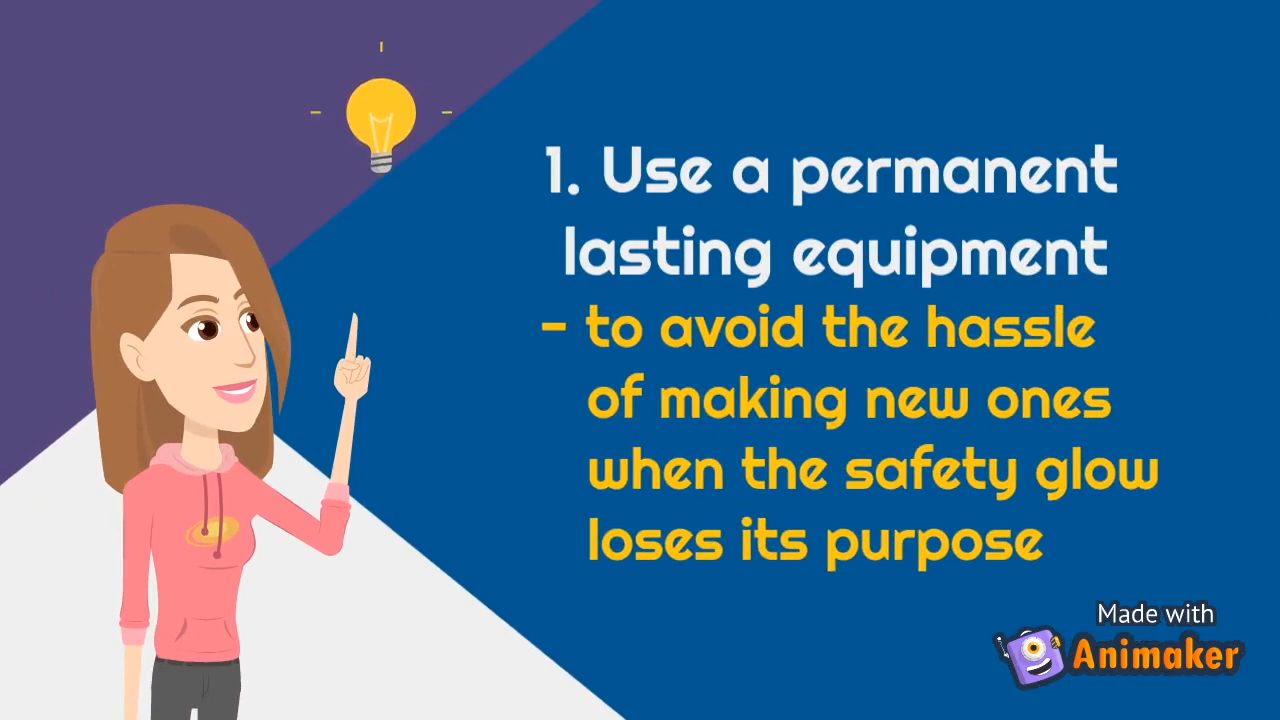 1. Use a permanent
lasting equipment
- to avoid the hassle
of making new ones
when the safety glow
loses its purpose
Made with
Animaker